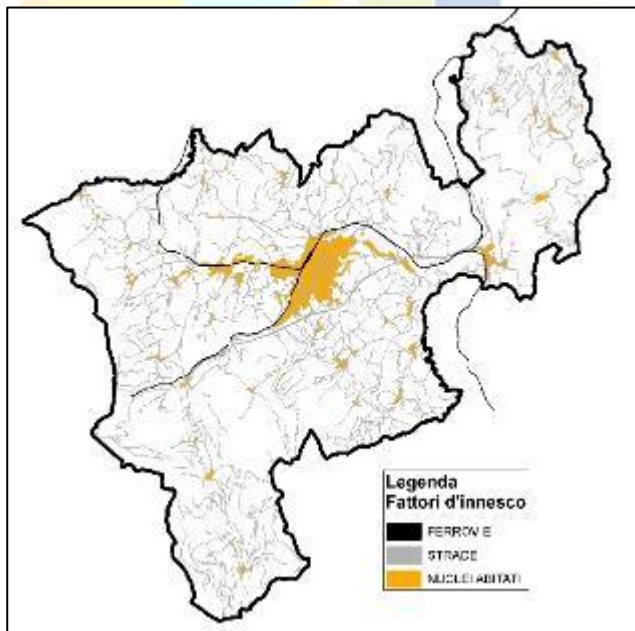 Legenda
Fattori d'innesco
FERROVIE
STRADE
NUCLEI ABITATI